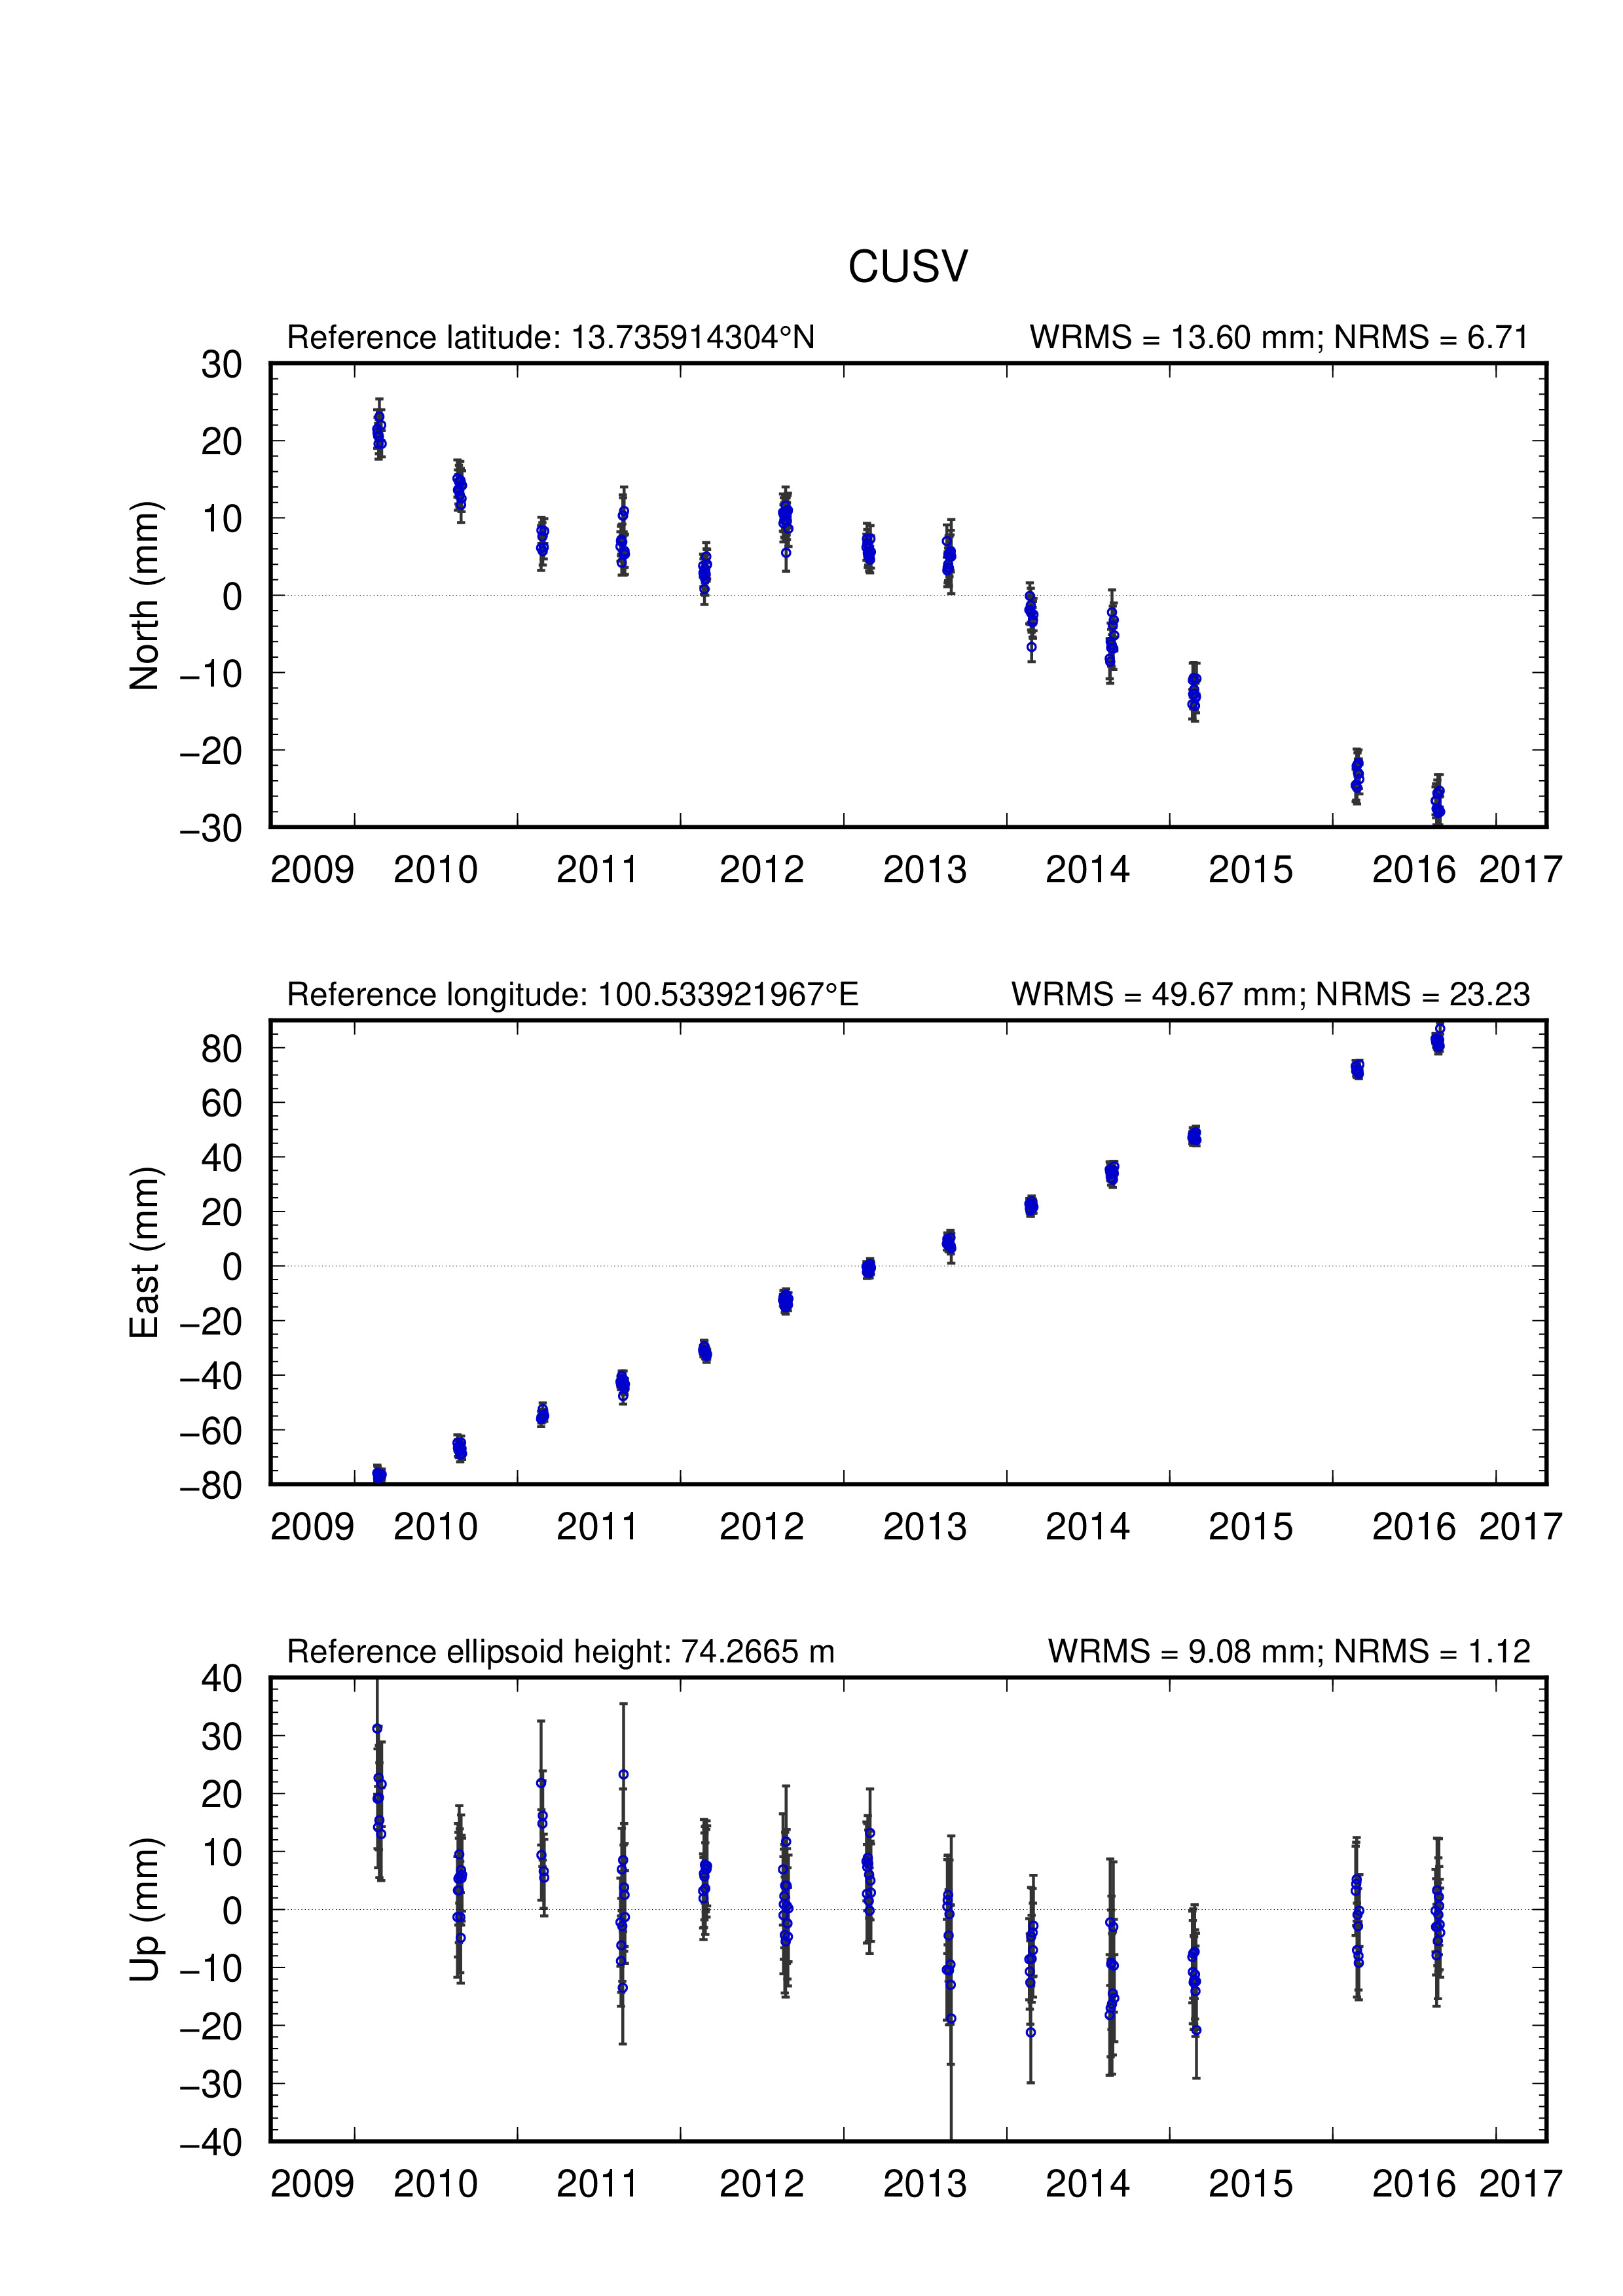 CUSV
Reference latitude: 13.735914304°N WRMS = 13.60 mm; NRMS = 6.71
30
20
10
0
−10
−20
−30
North (mm)
2009 2010 2011 2012 2013 2014 2015 2016 2017
Reference longitude: 100.533921967°E WRMS = 49.67 mm; NRMS = 23.23
80
60
40
20
0
−20
−40
−60
−80
East (mm)
2009 2010 2011 2012 2013 2014 2015 2016 2017
Reference ellipsoid height: 74.2665 m WRMS = 9.08 mm; NRMS = 1.12
40
30
20
10
0
−10
−20
−30
−40
Up (mm)
2009 2010 2011 2012 2013 2014 2015 2016 2017